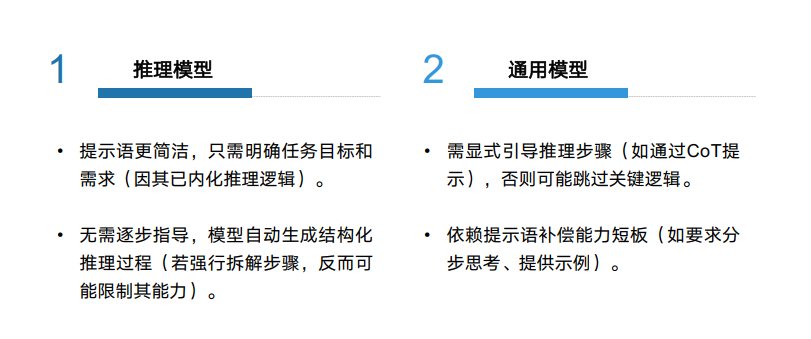 1
推理模型
• 提示语更简洁，只需明确任务目标和
需求（因其已内化推理逻辑）。
• 无需逐步指导，模型自动生成结构化
推理过程（若强行拆解步骤，反而可
能限制其能力）。
2
通用模型
• 需显式引导推理步骤（如通过CoT提
示），否则可能跳过关键逻辑。
• 依赖提示语补偿能力短板（如要求分
步思考、提供示例）。